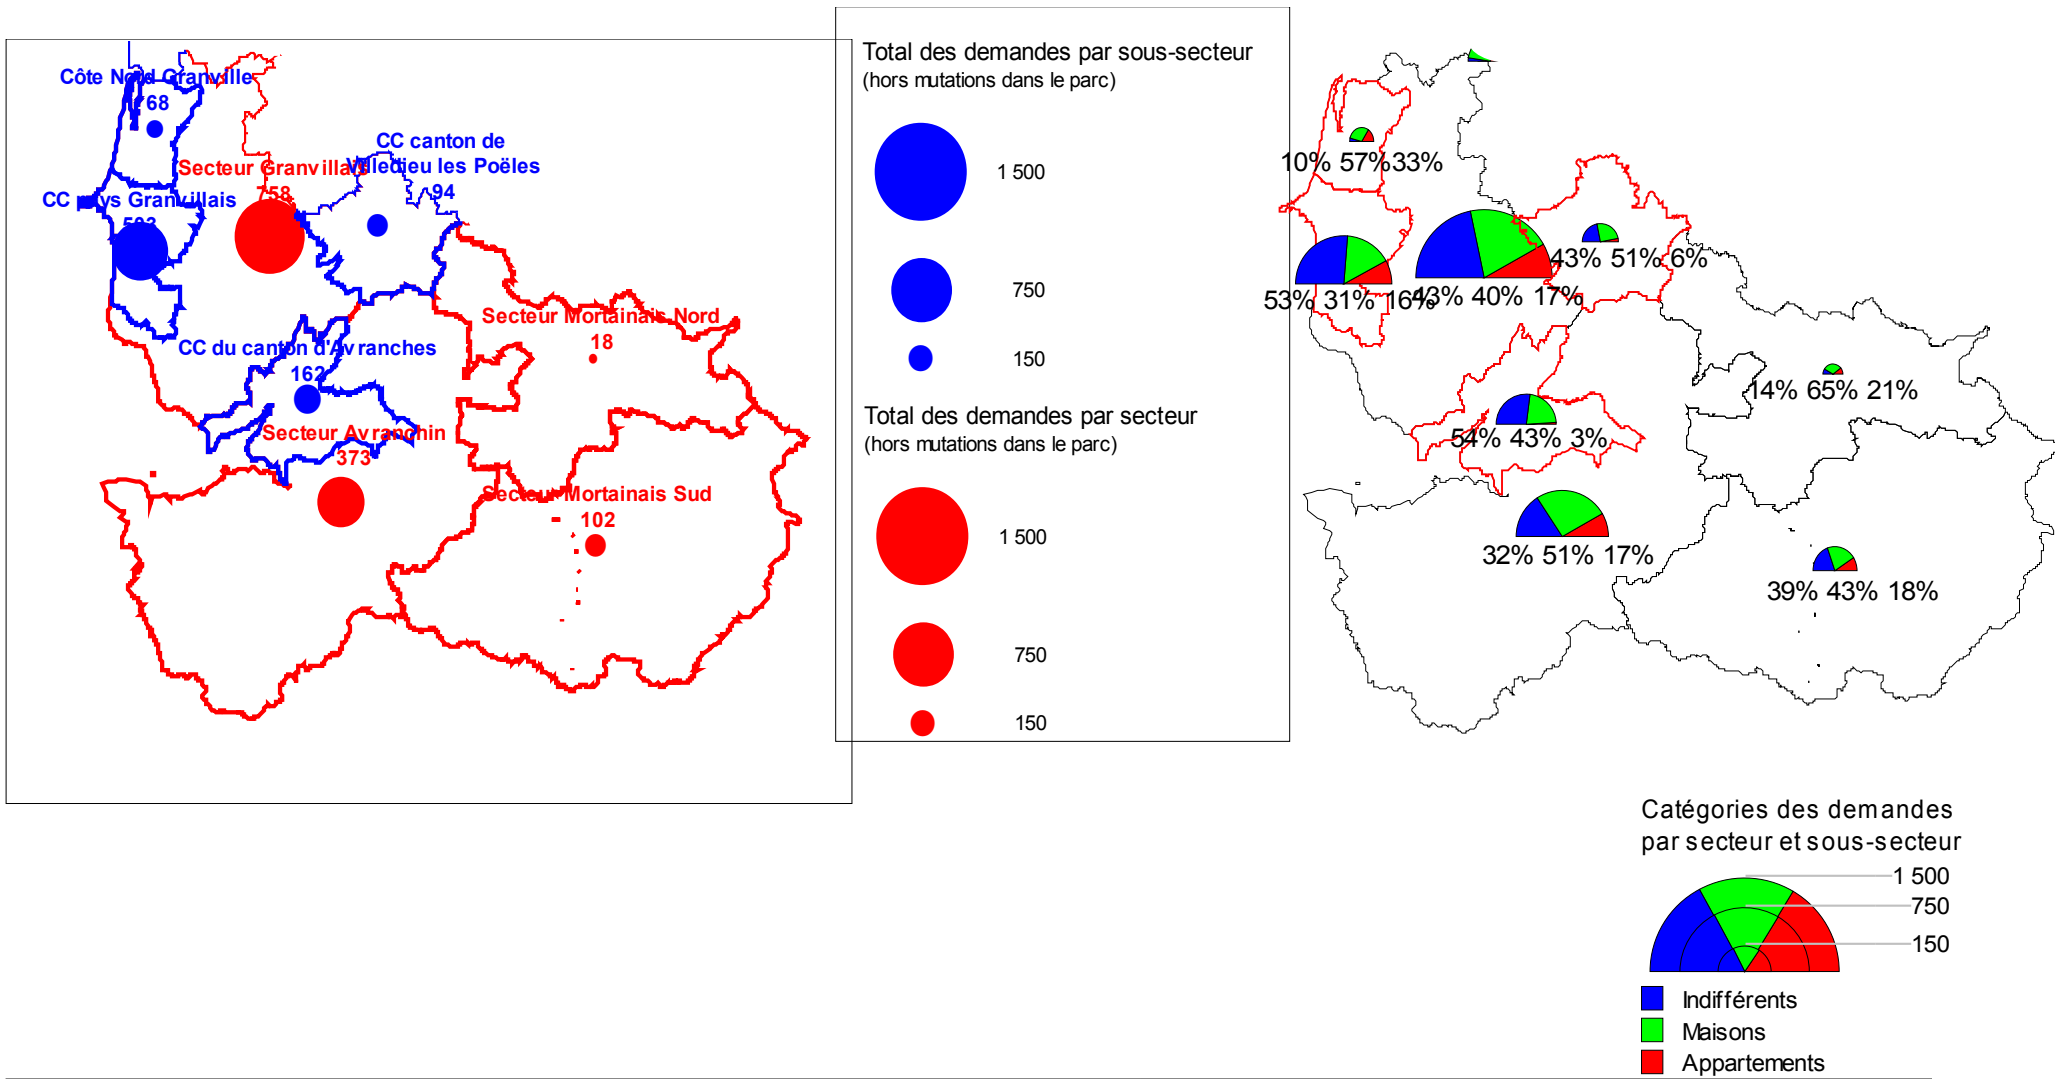 Côte Nord Granville
68
CC canton de
Villedieu les Poëles
94
Secteur Granvillais
758
CC pays Granvillais
Secteur Mortainais Nord
18
CC du canton d'Avranches
162
Secteur Avranchin
373
Secteur Mortainais Sud
102
Total des demandes par sous-secteur
(hors mutations dans le parc)
1 500
750
150
Total des demandes par secteur
(hors mutations dans le parc)
1 500
750
150
10% 57% 33%
43% 51% 6%
53% 31% 16%
43% 40% 17%
14% 65% 21%
54% 43% 3%
32% 51% 17%
39% 43% 18%
Catégories des demandes
par secteur et sous-secteur
1 500
750
150
Indifférents
Maisons
Appartements